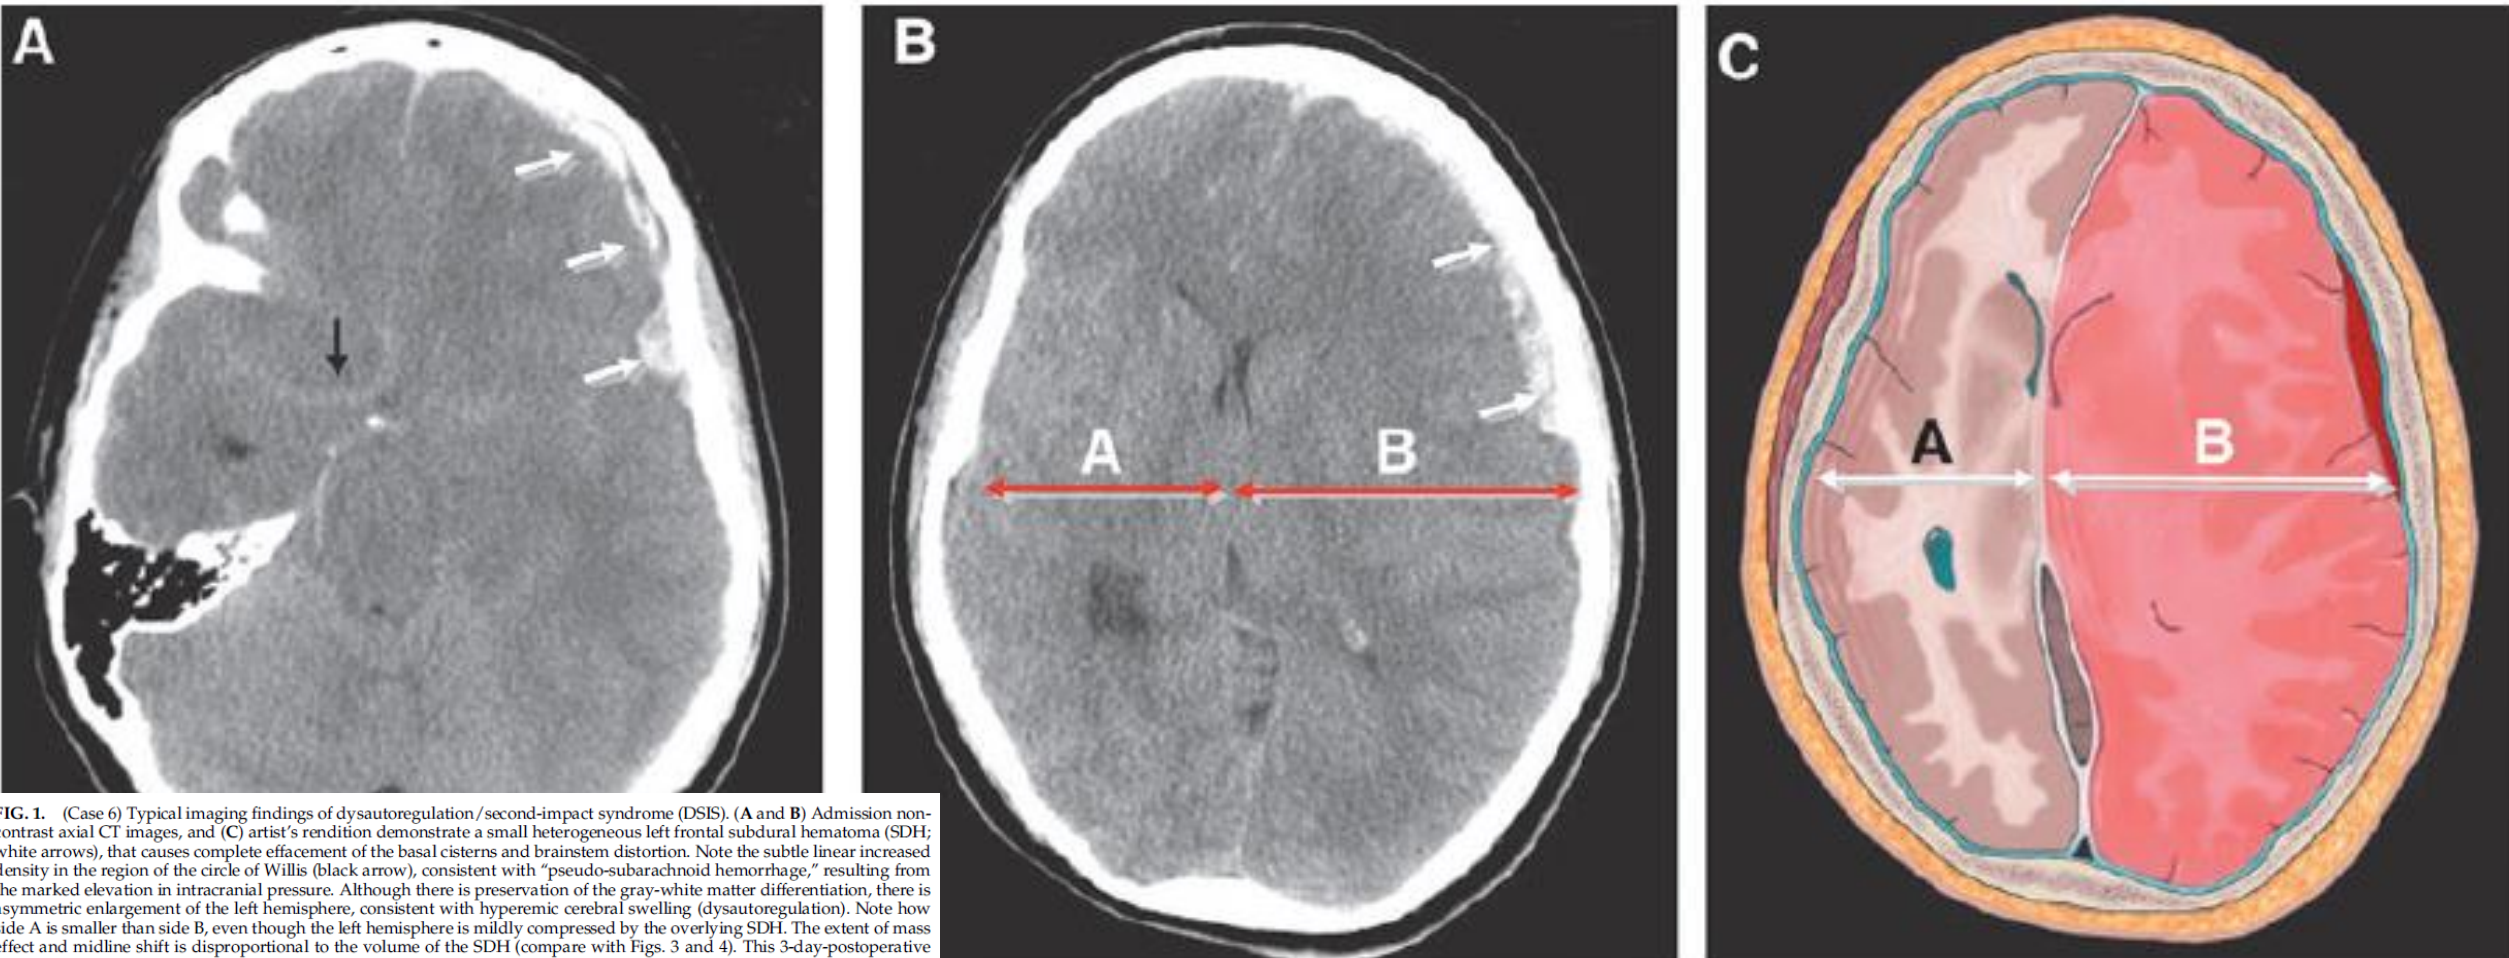 A
B
C
A
B
A
B
FIG. 1. (Case 6) Typical imaging findings of dysautoregulation/second-impact syndrome (DSIS). (A and B) Admission non-
contrast axial CT images, and (C) artist's rendition demonstrate a small heterogeneous left frontal subdural hematoma (SDH;
white arrows), that causes complete effacement of the basal cisterns and brainstem distortion. Note the subtle linear increased
density in the region of the circle of Willis (black arrow), consistent with "pseudo-subarachnoid hemorrhage," resulting from
the marked elevation in intracranial pressure. Although there is preservation of the gray-white matter differentiation, there is
asymmetric enlargement of the left hemisphere, consistent with hyperemic cerebral swelling (dysautoregulation). Note how
side A is smaller than side B, even though the left hemisphere is mildly compressed by the overlying SDH. The extent of mass
effect and midline shift is disproportional to the volume of the SDH (compare with Figs. 3 and 4). This 3-day-postoperative